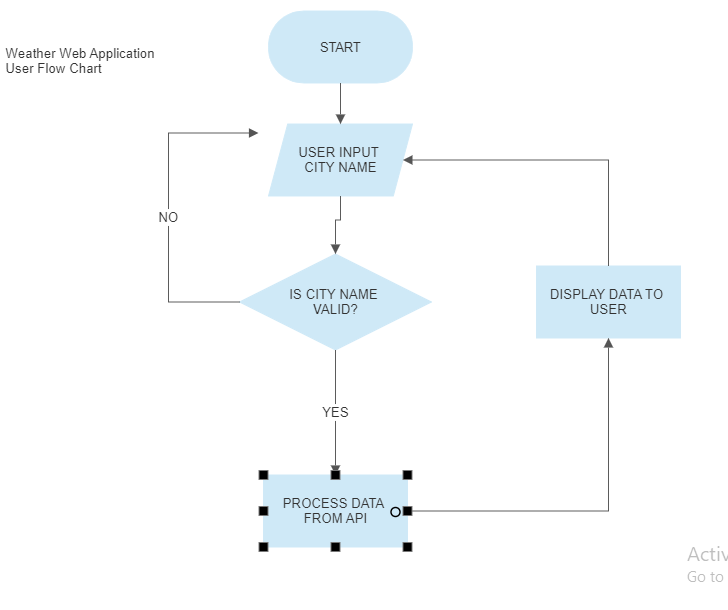 Weather Web Application
User Flow Chart
START
USER INPUT
CITY NAME
NO
IS CITY NAME
VALID?
DISPLAY DATA TO
USER
YES
PROCESS DATA
FROM API
Activ
Go to